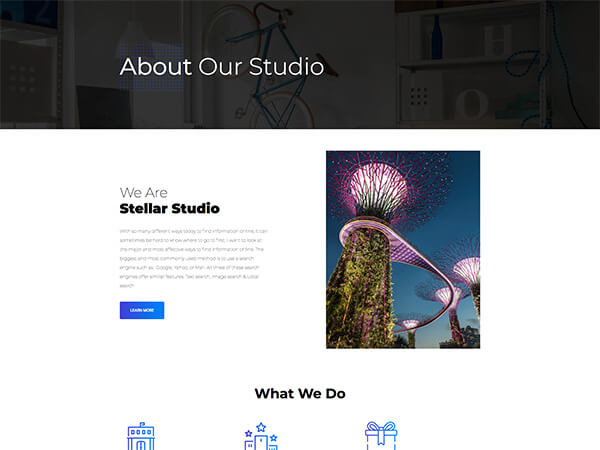 About Our Studio
We Are
Stellar Studio
With so many different ways today to find information online, it can
sometimes be hard to know where to go to first. I want to look at
the major and most effective ways to find information online. The
biggest and most commonly used method is to use a search
engine such as : Google, Yahoo, or Msn. All three of these search
engines offer similar features. Text search, Image search & Local
search.
LEARN MORE
What We Do